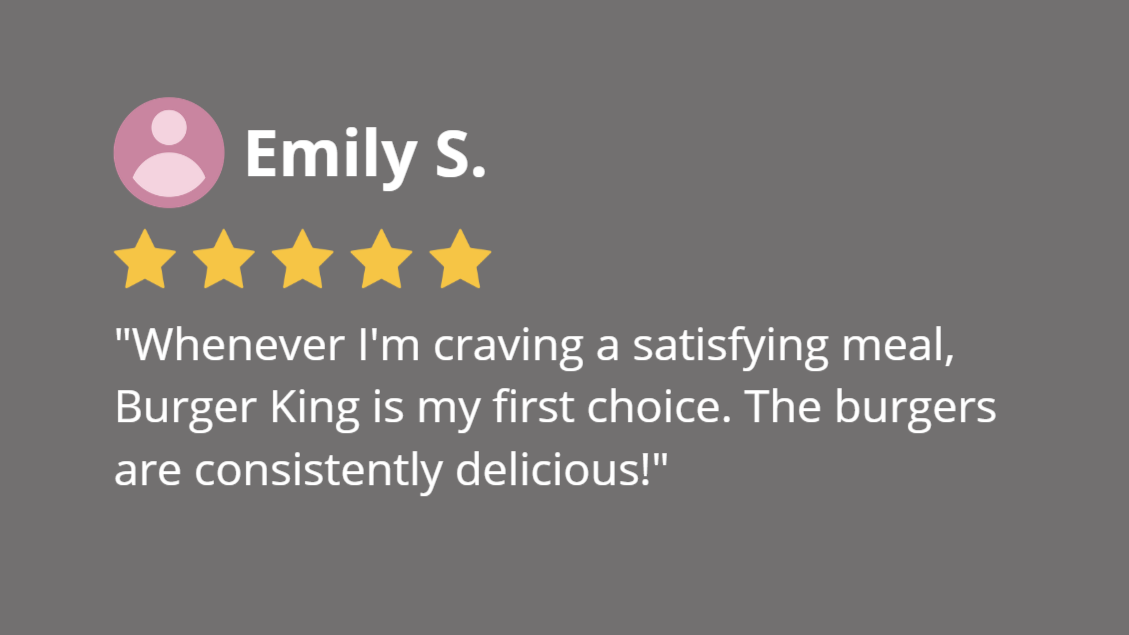 Emily S.
"Whenever I'm craving a satisfying meal,
Burger King is my first choice. The burgers
are consistently delicious!"